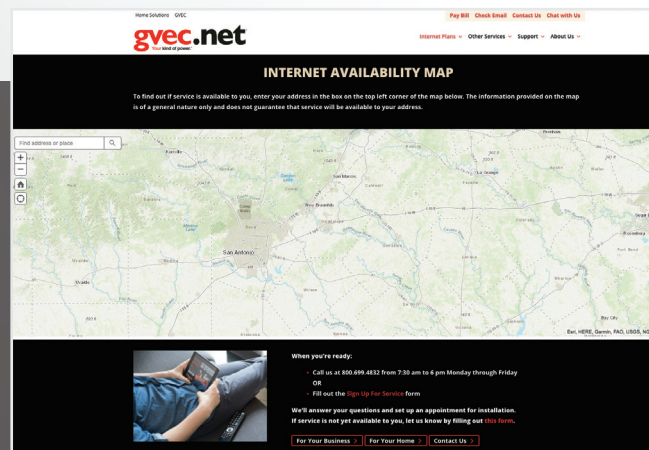 Home Solutions GVEC
Pay Bill Check Email Contact Us Chat with Us
gvec.net
Your kind of power.
Internet Plans Other Services Support About Us
INTERNET AVAILABILITY MAP
To find out if service is available to you, enter your address in the box on the top left corner of the map below. The information provided on the map
is of a general nature only and does not guarantee that service will be available to your address.
Find address or place
+
−
Kerrville
San Marcos
La Grange
New Braunfels
San Antonio
Uvalde
Wharton
Bay City
Esri, HERE, Garmin, FAO, USGS, NG
When you're ready:
Call us at 800.699.4832 from 7:30 am to 6 pm Monday through Friday
OR
Fill out the Sign Up For Service form
We'll answer your questions and set up an appointment for installation.
If service is not yet available to you, let us know by filling out this form.
For Your Business > For Your Home > Contact Us >